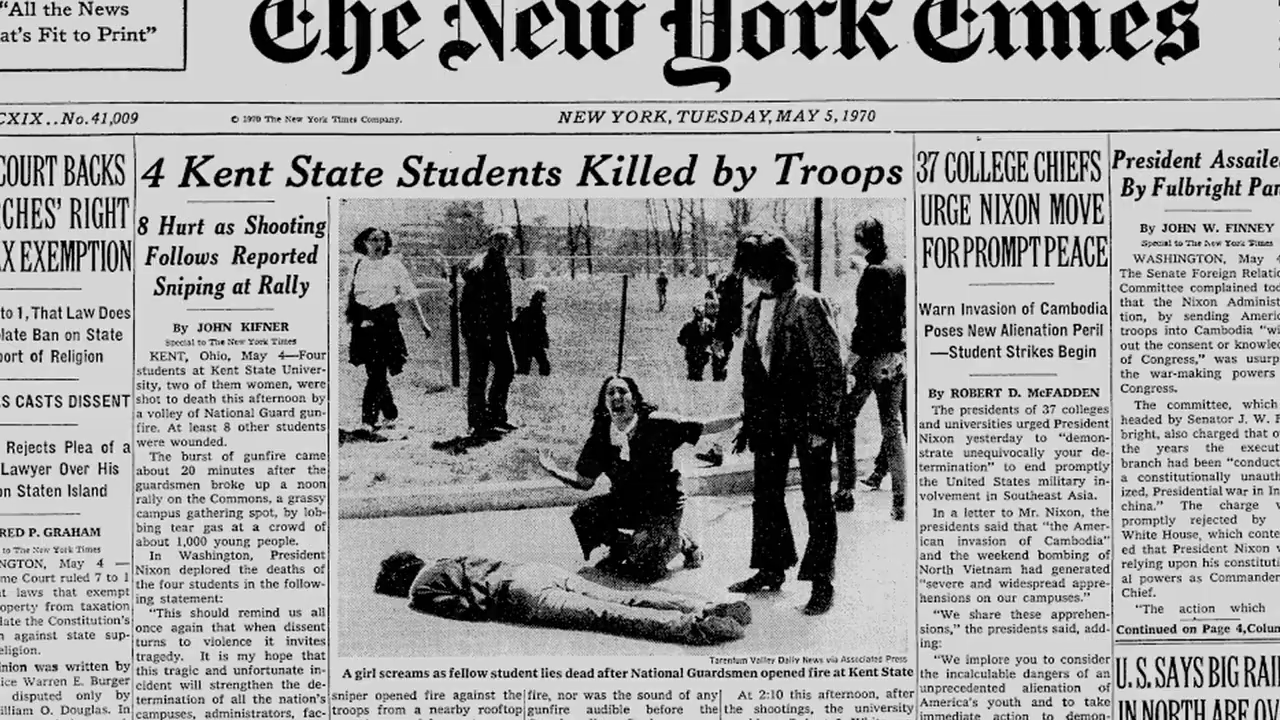 "All the News
at's Fit to Print"
The New York Times
CXIX..No.41,009
© 1970 The New York Times Company.
NEW YORK, TUESDAY, MAY 5, 1970
COURT BACKS
RCHES' RIGHT
X EXEMPTION
to 1, That Law Does
late Ban on State
port of Religion
S CASTS DISSENT
Rejects Plea of a
Lawyer Over His
on Staten Island
RED P. GRAHAM
to The New York Times
NGTON, May 4 —
me Court ruled 7 to 1
t laws that exempt
operty from taxation
late the Constitution's
n against state sup-
eligion.
nion was written by
ice Warren E. Burger
disputed only by
illiam O. Douglas. In
4 Kent State Students Killed by Troops
8 Hurt as Shooting
Follows Reported
Sniping at Rally
By JOHN KIFNER
Special to The New York Times
KENT, Ohio, May 4—Four
students at Kent State Univer-
sity, two of them women, were
shot to death this afternoon by
a volley of National Guard gun-
fire. At least 8 other students
were wounded.
The burst of gunfire came
about 20 minutes after the
guardsmen broke up a noon
rally on the Commons, a grassy
campus gathering spot, by lob-
bing tear gas at a crowd of
about 1,000 young people.
In Washington, President
Nixon deplored the deaths of
the four students in the follow-
ing statement:
"This should remind us all
once again that when dissent
turns to violence it invites
tragedy. It is my hope that
this tragic and unfortunate in-
cident will strengthen the de-
termination of all the nation's
campuses, administrators, fac-
Tarentum Valley Daily News via Associated Press
A girl screams as fellow student lies dead after National Guardsmen opened fire at Kent State
sniper opened fire against the
troops from a nearby rooftop
fire, nor was the sound of any
gunfire audible before the
At 2:10 this afternoon, after
the shootings, the university
37 COLLEGE CHIEFS
URGE NIXON MOVE
FOR PROMPT PEACE
Warn Invasion of Cambodia
Poses New Alienation Peril
—Student Strikes Begin
By ROBERT D. McFADDEN
The presidents of 37 colleges
and universities urged President
Nixon yesterday to "demon-
strate unequivocally your de-
termination" to end promptly
the United States military in-
volvement in Southeast Asia.
In a letter to Mr. Nixon, the
presidents said that "the Amer-
ican invasion of Cambodia"
and the weekend bombing of
North Vietnam had generated
"severe and widespread appre-
hensions on our campuses."
"We share these apprehen-
sions," the presidents said, add-
ing:
"We implore you to consider
the incalculable dangers of an
unprecedented alienation of
America's youth and to take
immediate action to demon-
President Assaile
By Fulbright Pan
By JOHN W. FINNEY
Special to The New York Times
WASHINGTON, May 4
The Senate Foreign Relatio
Committee complained too
that the Nixon Administ
tion, by sending Ameri
troops into Cambodia "wi
out the consent or knowled
of Congress," was usurp
the war-making powers
Congress.
The committee, which
headed by Senator J. W. F
bright, also charged that o
the years the execut
branch had been "conduct
a constitutionally unauth
ized, Presidential war in In
china." The charge w
promptly rejected by
White House, which conte
ed that President Nixon w
relying upon his constituti
al powers as Commander
Chief.
"The action which
Continued on Page 4, Colum
U.S. SAYS BIG RAI
IN NORTH ARE OV